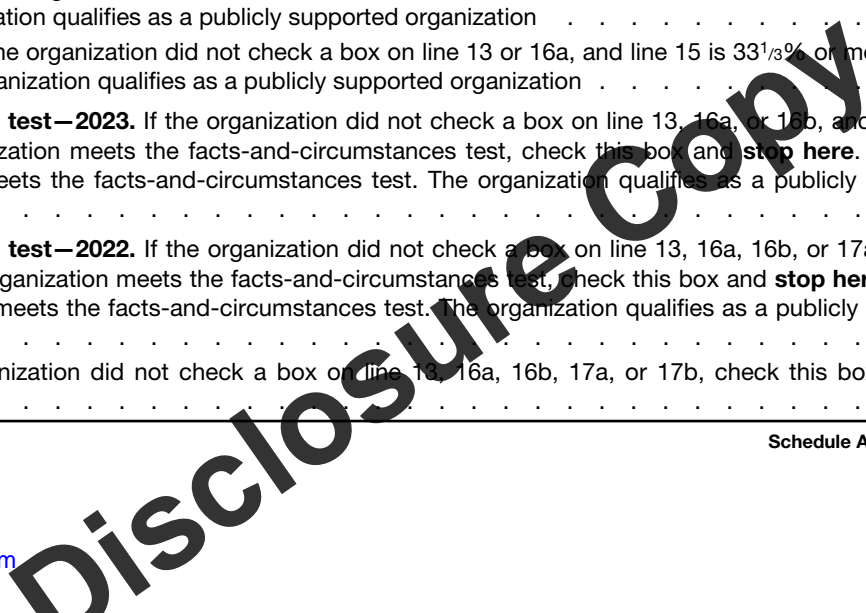 ation qualifies as a publicly supported organization . . . . . . . . . .
he organization did not check a box on line 13 or 16a, and line 15 is 33 1/3% or mo
ganization qualifies as a publicly supported organization . . . . . . . . .
test—2023. If the organization did not check a box on line 13, 16a, or 16b, and
zation meets the facts-and-circumstances test, check this box and stop here.
eets the facts-and-circumstances test. The organization qualifies as a publicly
. . . . . . . . . . . . . . . . . . . . . . . . . . .
test—2022. If the organization did not check a box on line 13, 16a, 16b, or 17a
ganization meets the facts-and-circumstances test, check this box and stop her
meets the facts-and-circumstances test. The organization qualifies as a publicly
. . . . . . . . . . . . . . . . . . . . . . . . . . .
nization did not check a box on line 13, 16a, 16b, 17a, or 17b, check this box
. . . . . . . . . . . . . . . . . . . . . . . . . . .
Schedule A
m
Disclosure Copy